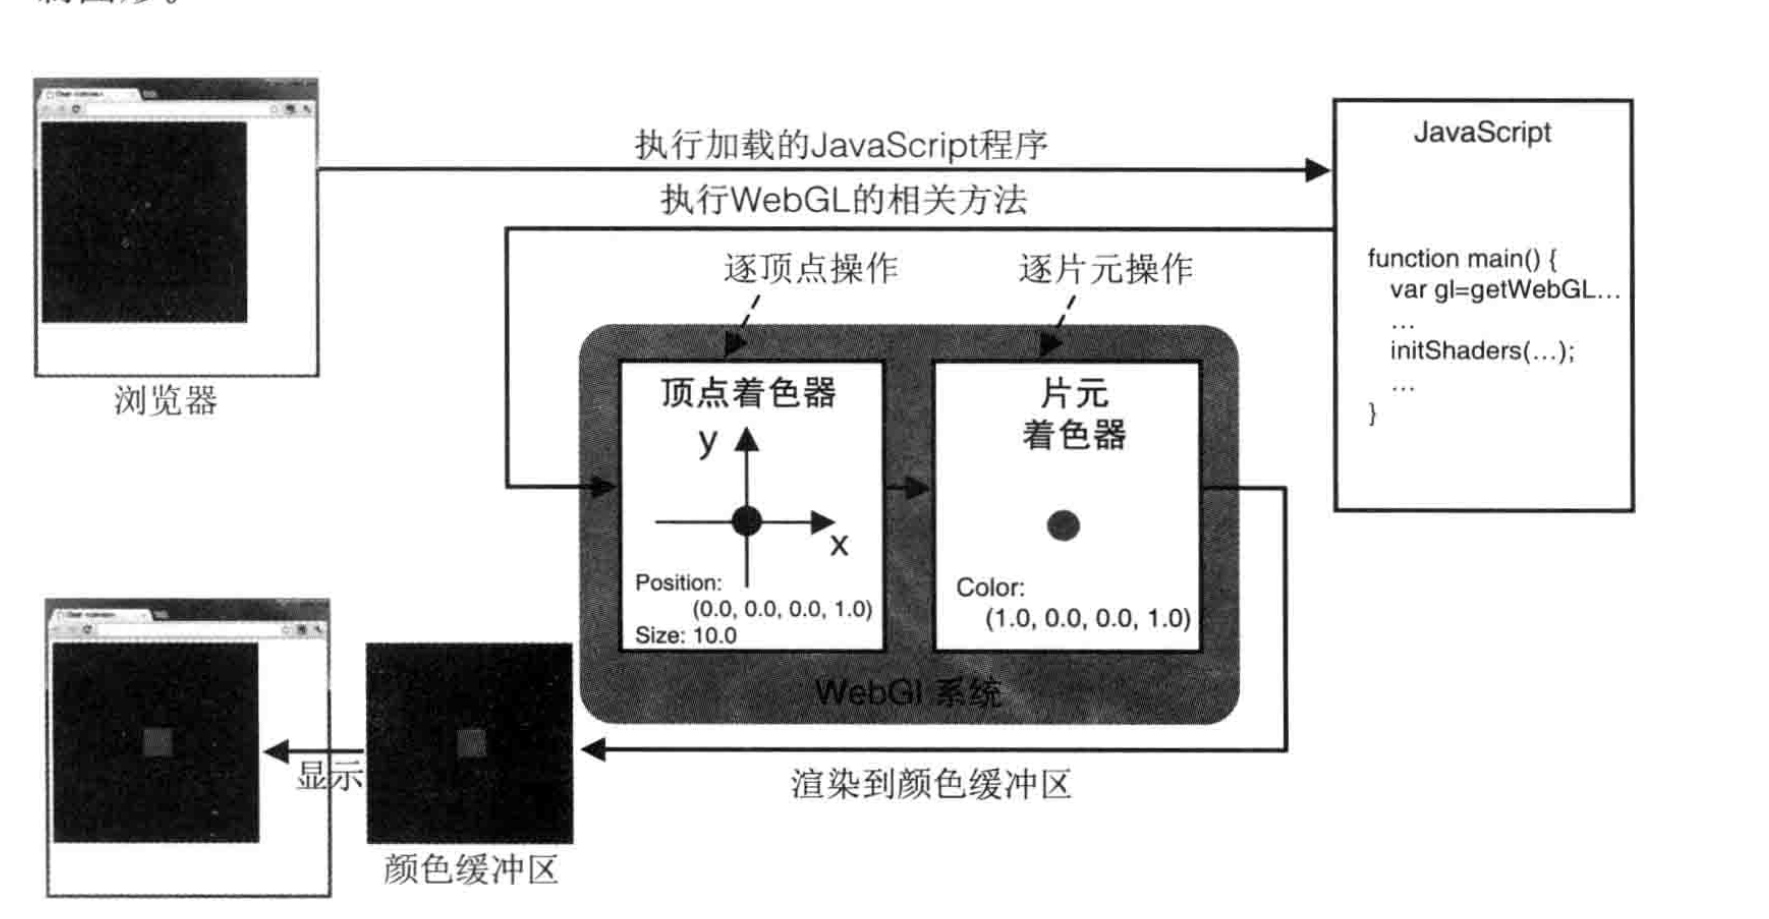 执行加载的JavaScript程序
执行WebGL的相关方法
JavaScript
function main() {
var gl=getWebGL...
...
initShaders(...);
...
}
逐顶点操作
逐片元操作
浏览器
顶点着色器
y
x
Position:
(0.0, 0.0, 0.0, 1.0)
Size: 10.0
片元
着色器
Color:
(1.0, 0.0, 0.0, 1.0)
WebGl 系统
显示
渲染到颜色缓冲区
颜色缓冲区